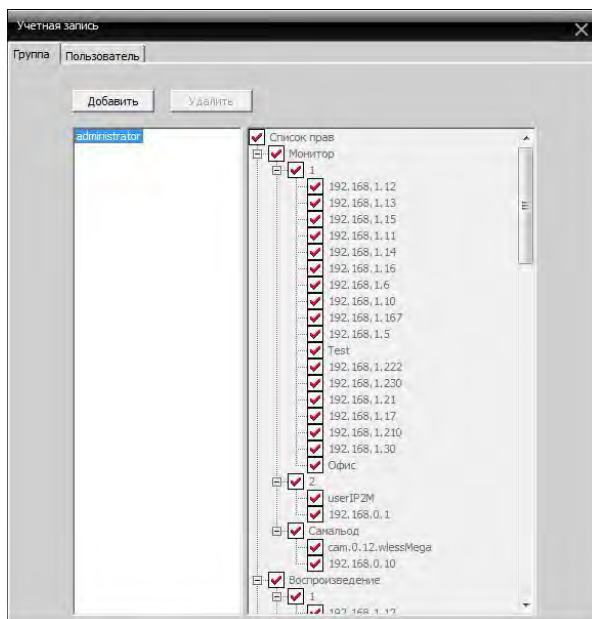 Учетная запись
Группа Пользователь
Добавить Удалить
administrator
Список прав
Монитор
1
192.168.1.12
192.168.1.13
192.168.1.15
192.168.1.11
192.168.1.14
192.168.1.16
192.168.1.6
192.168.1.10
192.168.1.167
192.168.1.5
Test
192.168.1.222
192.168.1.230
192.168.1.21
192.168.1.17
192.168.1.210
192.168.1.30
Офис
2
userIP2M
192.168.0.1
Самальод
cam.0.12.wlessMega
192.168.0.10
Воспроизведение
1
192.168.1.12